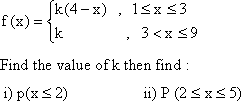 f(x) = { k(4−x) , 1≤x≤3
k , 3<x≤9
Find the value of k then find :
i) p(x≤2) ii) P (2≤x≤5)